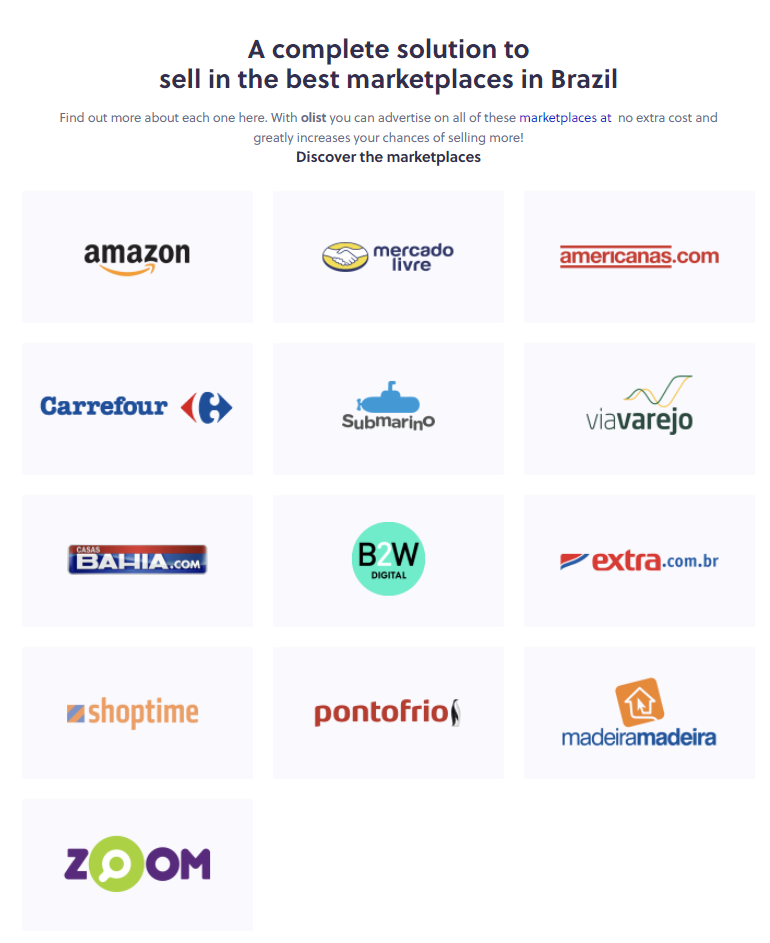 A complete solution to
sell in the best marketplaces in Brazil
Find out more about each one here. With olist you can advertise on all of these marketplaces at no extra cost and
greatly increases your chances of selling more!
Discover the marketplaces
amazon
mercado
livre
americanas.com
Carrefour
Submarino
viavarejo
CASAS
BAHIA.COM
B2W
DIGITAL
extra.com.br
shoptime
pontofrio
madeiramadeira
ZOOM